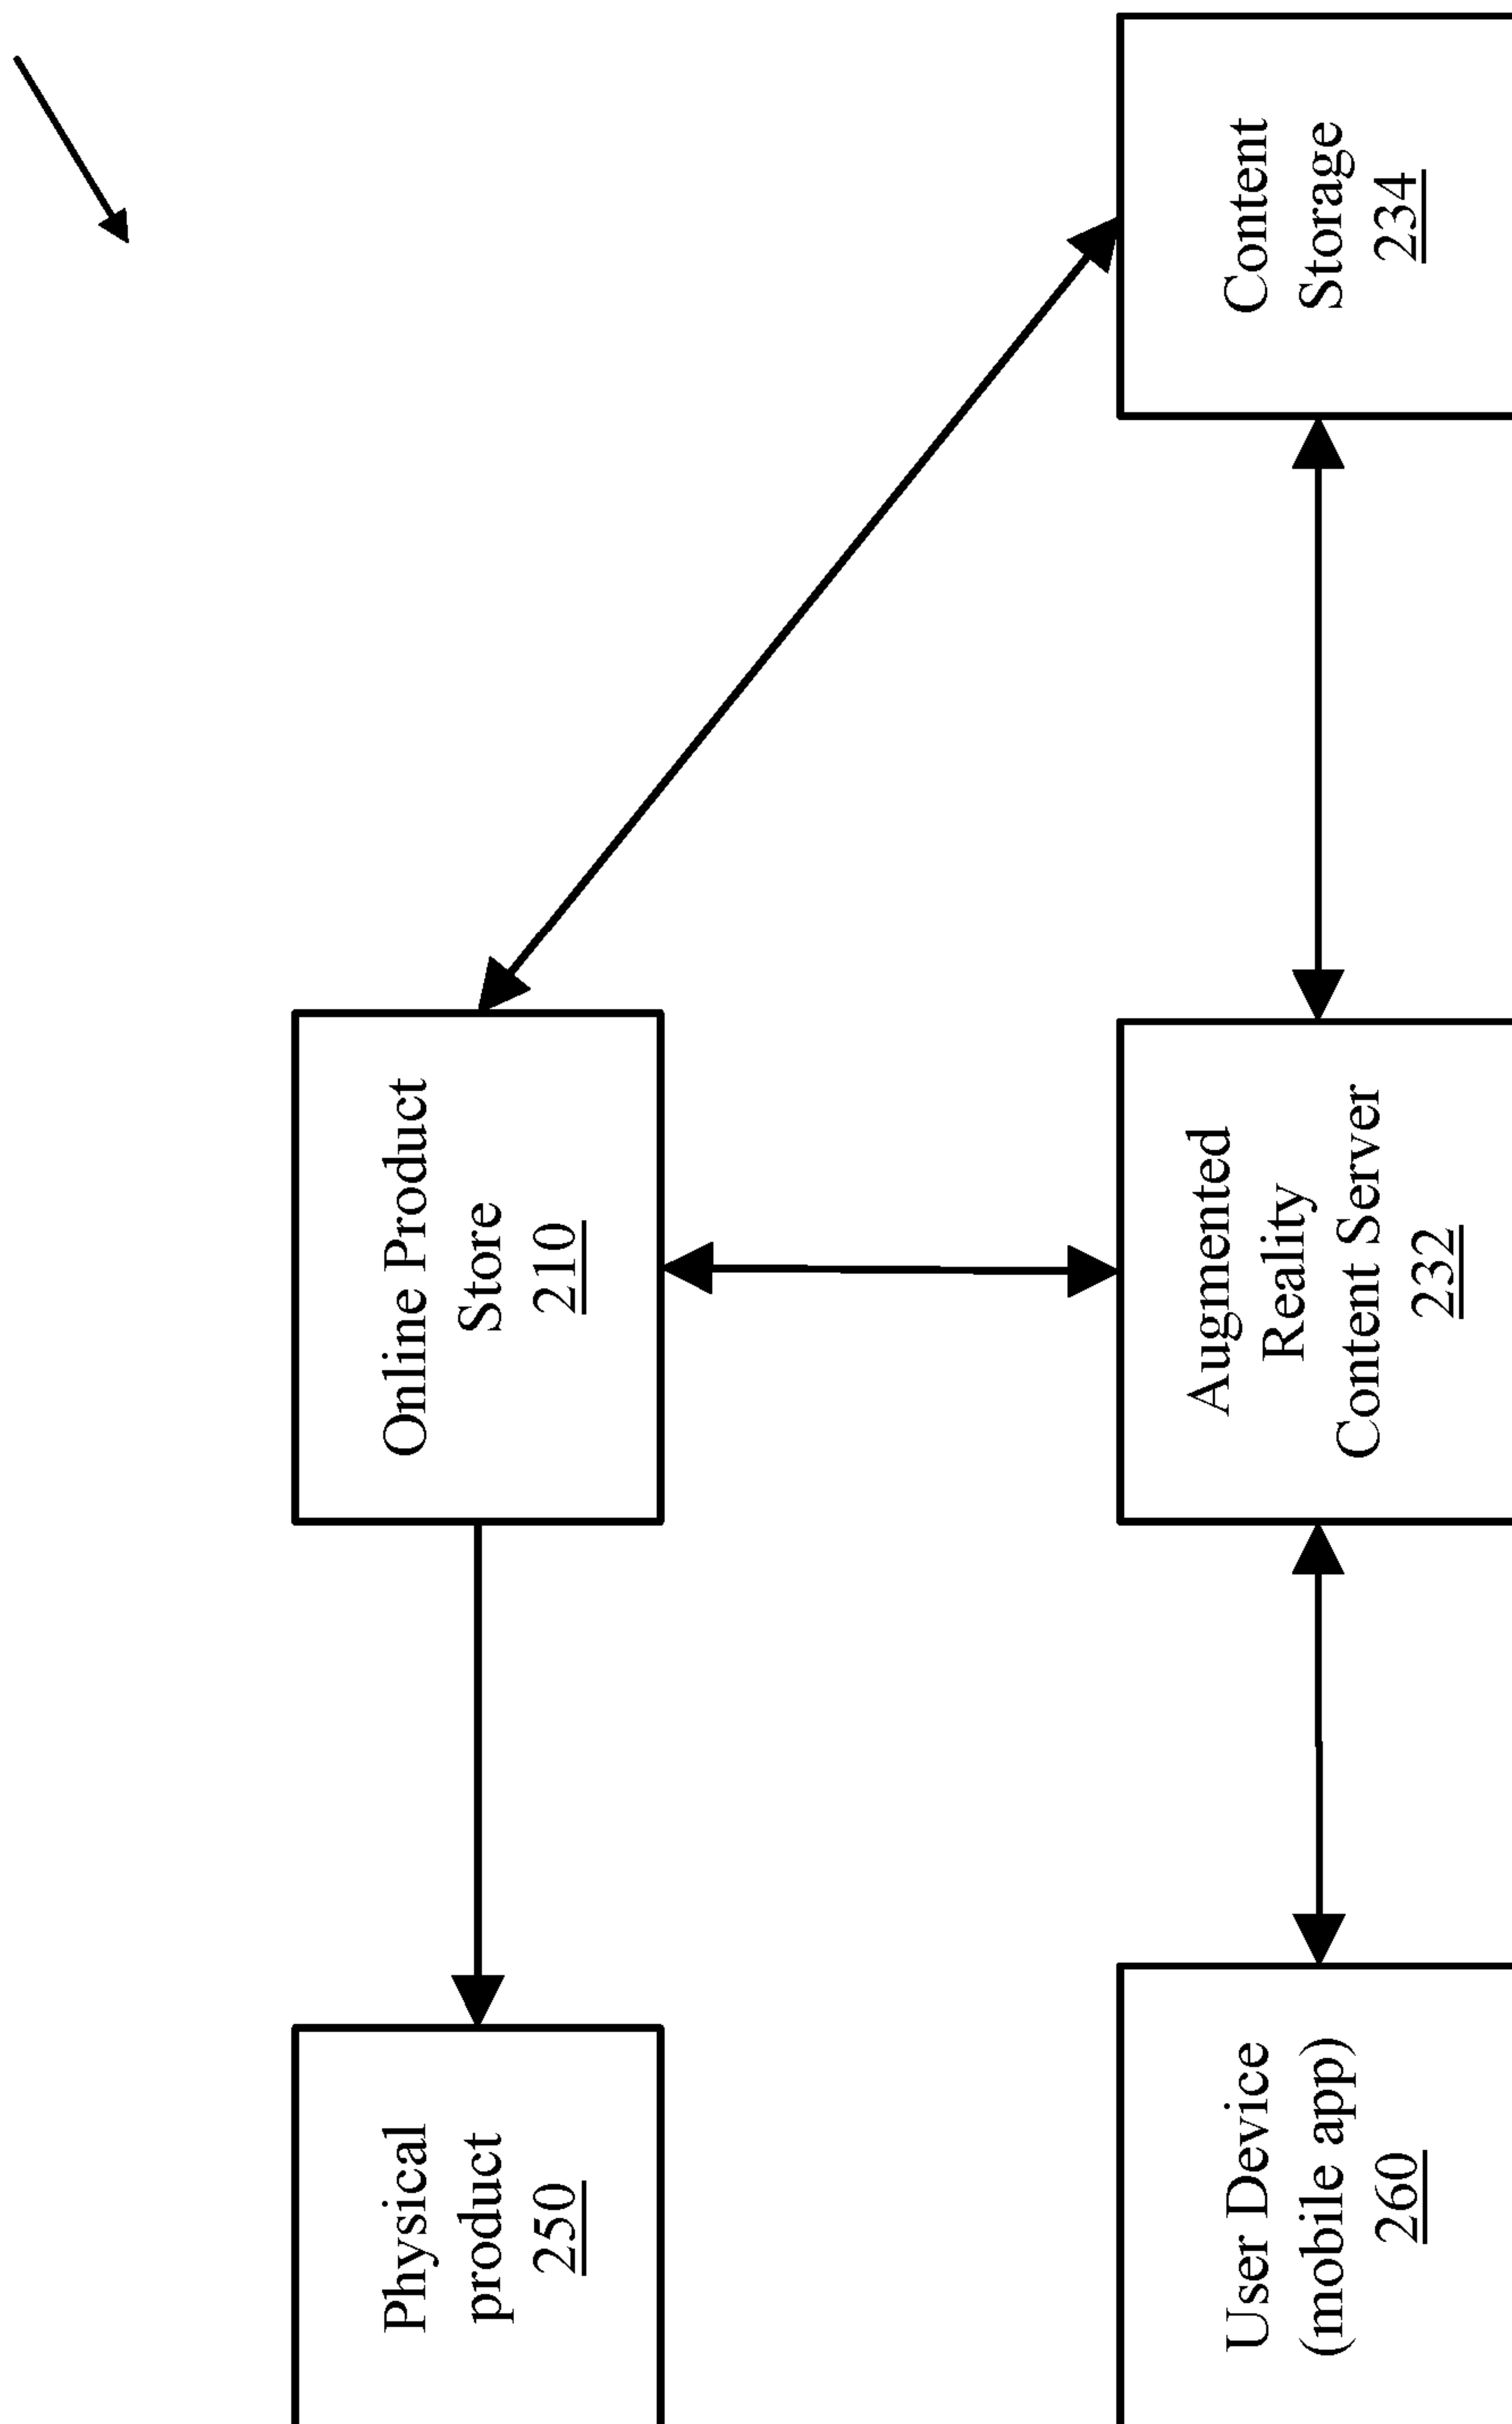 Physical
product
250
Online Product
Store
210
User Device
(mobile app)
260
Augmented
Reality
Content Server
232
Content
Storage
234